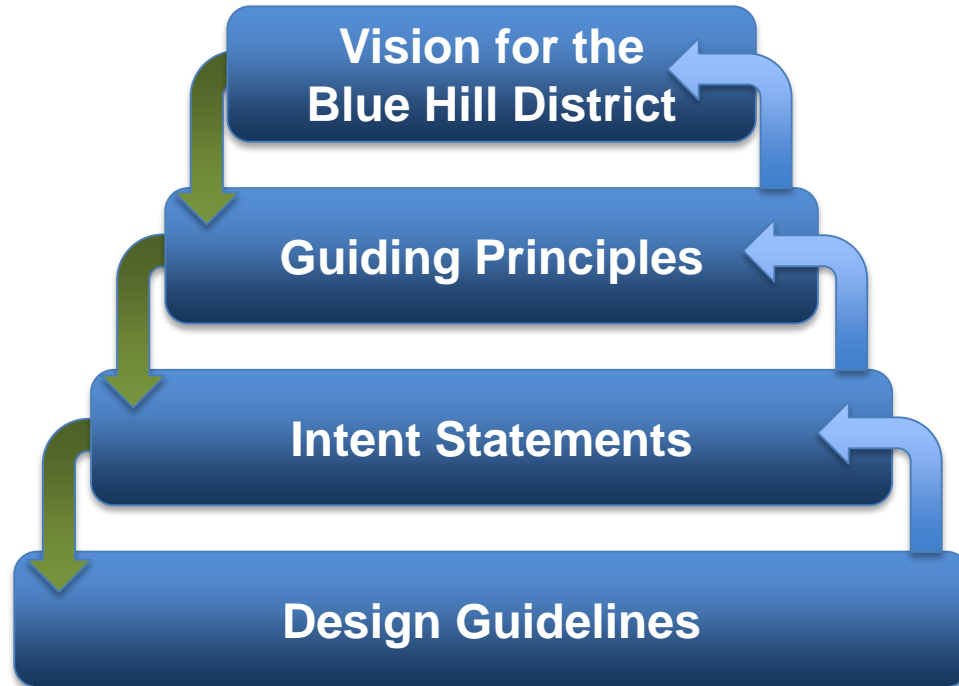 Vision for the
Blue Hill District
Guiding Principles
Intent Statements
Design Guidelines